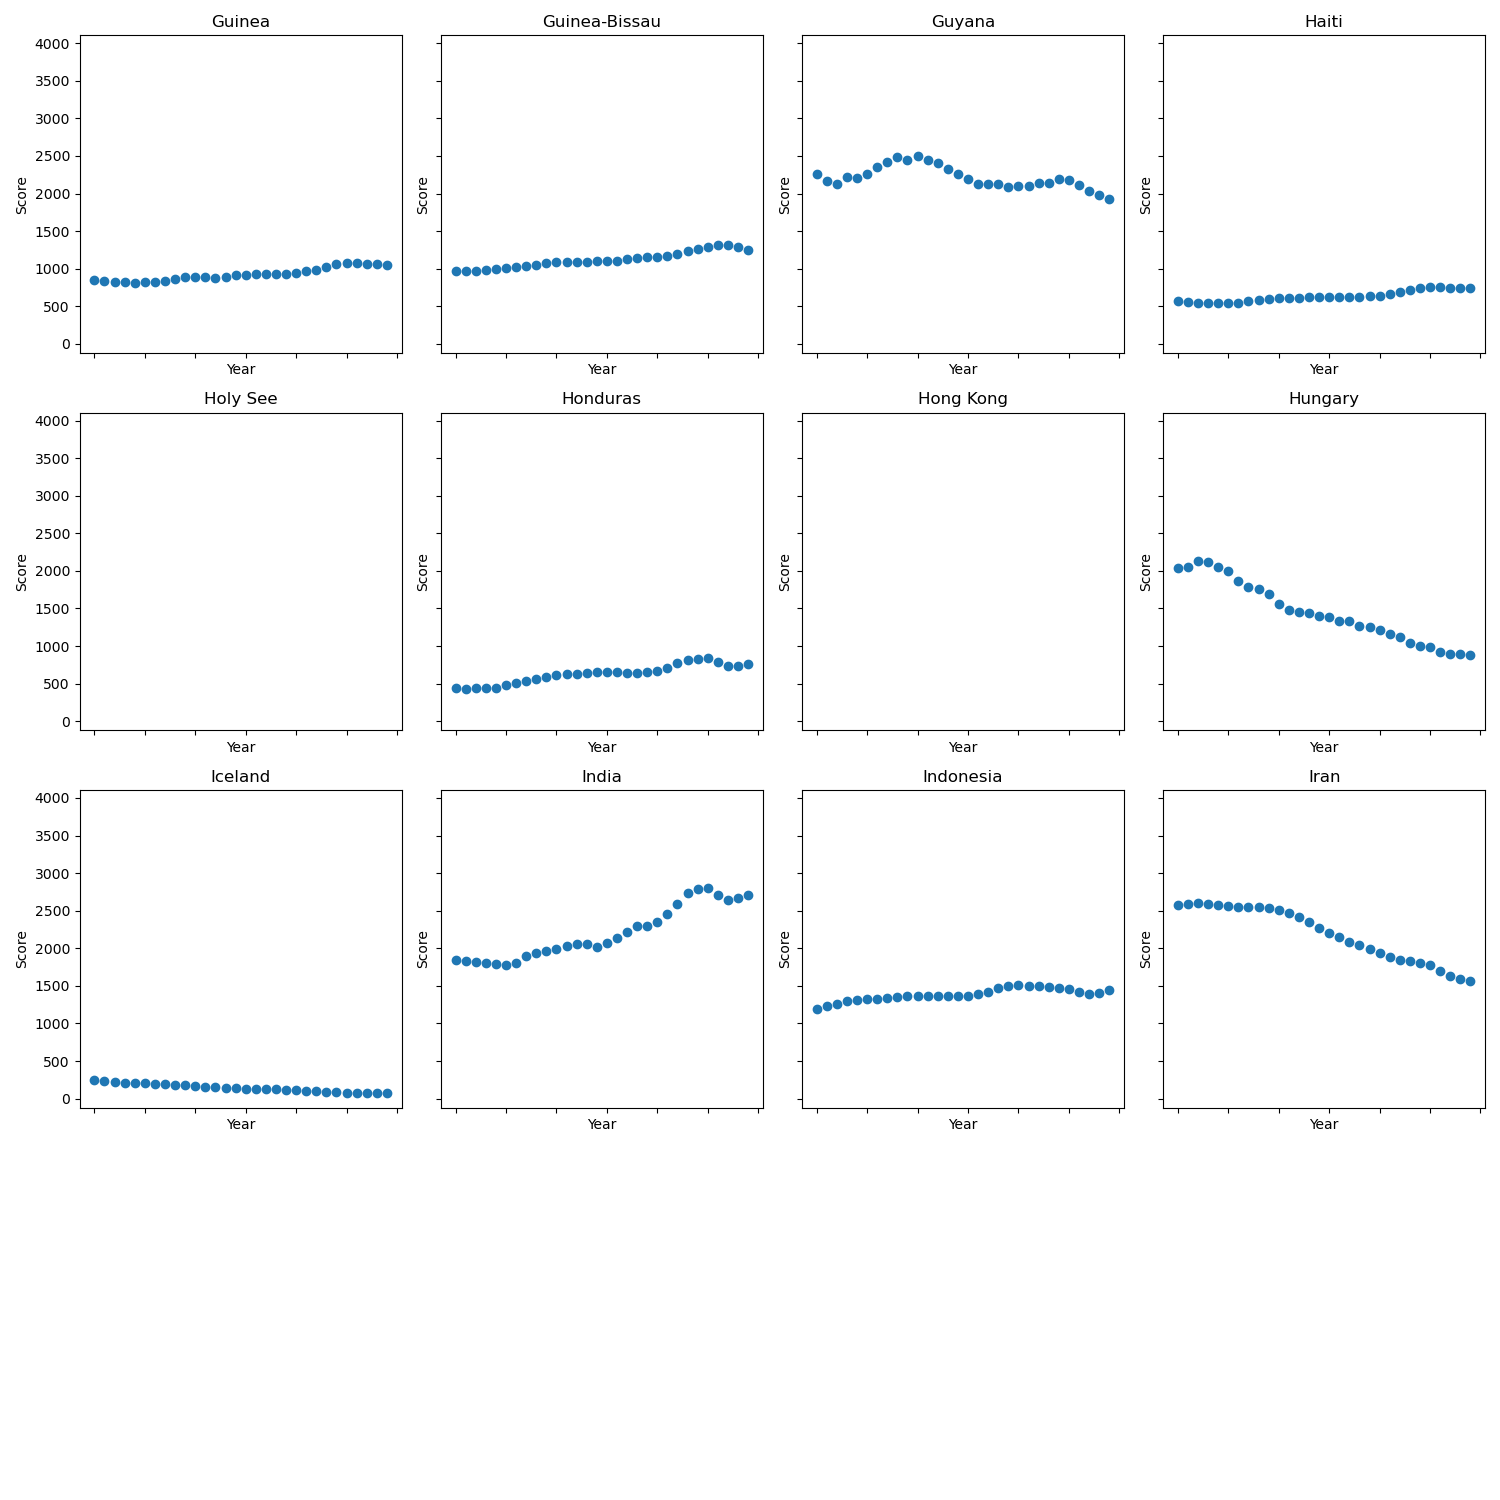 Guinea
Guinea-Bissau
Guyana
Haiti
4000
3500
3000
2500
2000
1500
1000
500
0
Score
Score
Score
Score
Year
Year
Year
Year
Holy See
Honduras
Hong Kong
Hungary
4000
3500
3000
2500
2000
1500
1000
500
0
Score
Score
Score
Score
Year
Year
Year
Year
Iceland
India
Indonesia
Iran
4000
3500
3000
2500
2000
1500
1000
500
0
Score
Score
Score
Score
Year
Year
Year
Year